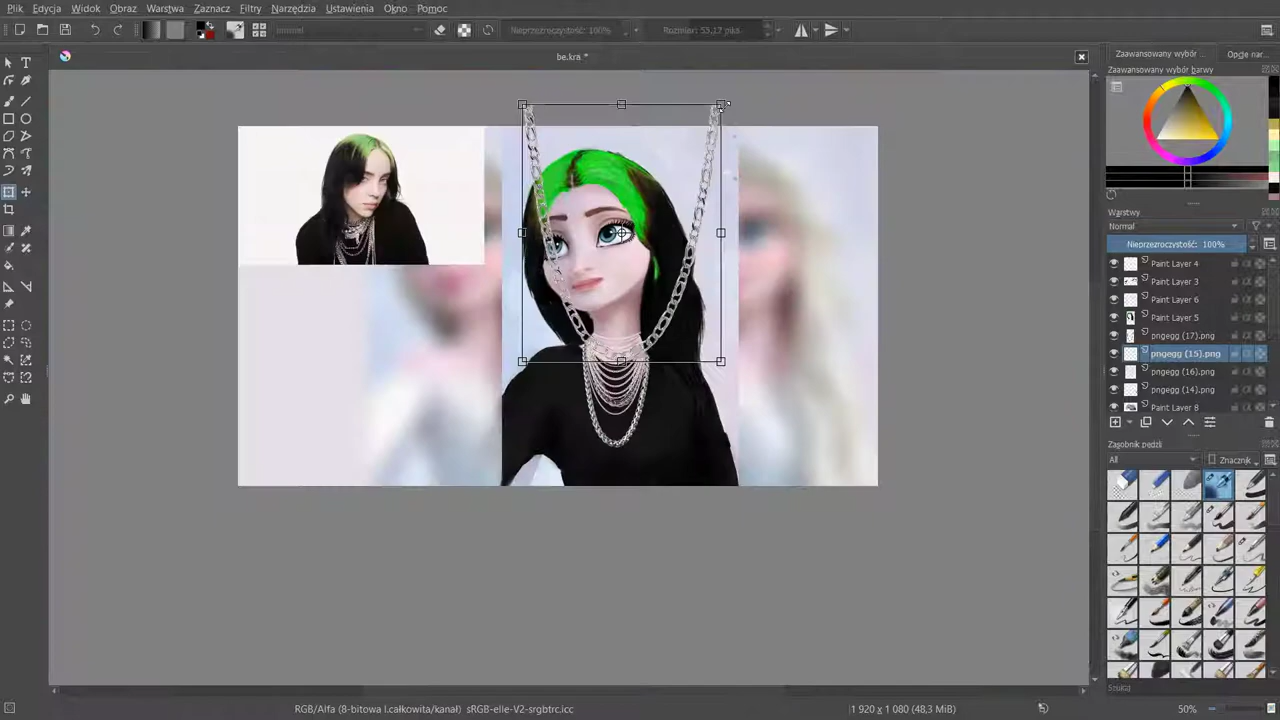 Plik Edycja Obraz Warstwa Zaznacz Filtry Narzędzia Ustawienia Okno Pomoc
normal Nieprzezroczystość: 100% Rozmiar: 53,17 piks.
be.kra *
Zaawansowany wybór ... Opcje nar...
Zaawansowany wybór barwy
Warstwy
Normal
Nieprzezroczystość: 100%
Paint Layer 4
Paint Layer 3
Paint Layer 6
Paint Layer 5
pngegg (17).png
pngegg (15).png
pngegg (16).png
pngegg (14).png
Paint Layer 8
Zasobnik pędzli
All Znacznik
Szukaj
RGB/Alfa (8-bitowa l.całkowita/kanał) sRGB-elle-V2-srgbtrc.icc 1 920 x 1 080 (48,3 MiB) 50%